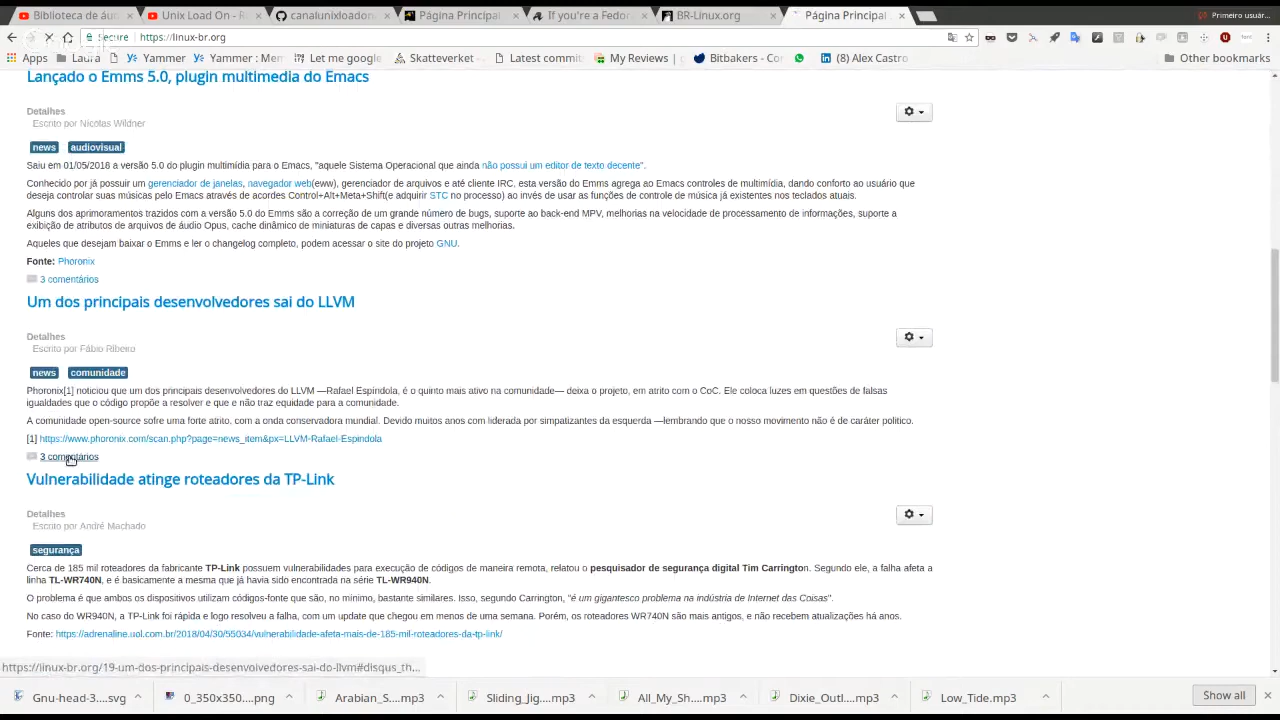 Biblioteca de áu
Unix Load On - R
canaluníxloadon
Página Principal
If you're a Fedor
BR-Linux.org
Página Principal
Primeiro usuár...
Secure
https://linux-br.org
Apps
Laura
Yammer
Yammer : Mem
Let me google
Skatteverket -
Latest commit
My Reviews |
Bitbakers - Co
(8) Alex Castro
Other bookmarks
Lançado o Emms 5.0, plugin multimedia do Emacs
Detalhes
Escrito por Nicolas Wildner
news audiovisual
Saiu em 01/05/2018 a versão 5.0 do plugin multimídia para o Emacs, "aquele Sistema Operacional que ainda não possui um editor de texto decente".
Conhecido por já possuir um gerenciador de janelas, navegador web(eww), gerenciador de arquivos e até cliente IRC, esta versão do Emms agrega ao Emacs controles de multimídia, dando conforto ao usuário que
deseja controlar suas músicas pelo Emacs através de acordes Control+Alt+Meta+Shift(e adquirir STC no processo) ao invés de usar as funções de controle de música já existentes nos teclados atuais.
Alguns dos aprimoramentos trazidos com a versão 5.0 do Emms são a correção de um grande número de bugs, suporte ao back-end MPV, melhorias na velocidade de processamento de informações, suporte a
exibição de atributos de arquivos de áudio Opus, cache dinâmico de miniaturas de capas e diversas outras melhorias.
Aqueles que desejam baixar o Emms e ler o changelog completo, podem acessar o site do projeto GNU.
Fonte: Phoronix
3 comentários
Um dos principais desenvolvedores sai do LLVM
Detalhes
Escrito por Fábio Ribeiro
news comunidade
Phoronix[1] noticiou que um dos principais desenvolvedores do LLVM —Rafael Espíndola, é o quinto mais ativo na comunidade— deixa o projeto, em atrito com o CoC. Ele coloca luzes em questões de falsas
igualdades que o código propõe a resolver e que e não traz equidade para a comunidade.
A comunidade open-source sofre uma forte atrito, com a onda conservadora mundial. Devido muitos anos com liderada por simpatizantes da esquerda —lembrando que o nosso movimento não é de caráter político.
[1] https://www.phoronix.com/scan.php?page=news_item&px=LLVM-Rafael-Espindola
3 comentários
Vulnerabilidade atinge roteadores da TP-Link
Detalhes
Escrito por André Machado
segurança
Cerca de 185 mil roteadores da fabricante TP-Link possuem vulnerabilidades para execução de códigos de maneira remota, relatou o pesquisador de segurança digital Tim Carrington. Segundo ele, a falha afeta a
linha TL-WR740N, e é basicamente a mesma que já havia sido encontrada na série TL-WR940N.
O problema é que ambos os dispositivos utilizam códigos-fonte que são, no mínimo, bastante similares. Isso, segundo Carrington, "é um gigantesco problema na indústria de Internet das Coisas".
No caso do WR940N, a TP-Link foi rápida e logo resolveu a falha, com um update que chegou em menos de uma semana. Porém, os roteadores WR740N são mais antigos, e não recebem atualizações há anos.
Fonte: https://adrenaline.uol.com.br/2018/04/30/55034/vulnerabilidade-afeta-mais-de-185-mil-roteadores-da-tp-link/
https://linux-br.org/19-um-dos-principais-desenvolvedores-sai-do-llvm#disqus_th...
Gnu-head-3....svg
0_350x350....png
Arabian_S....mp3
Sliding_Jig....mp3
All_My_Sh....mp3
Dixie_Outl....mp3
Low_Tide.mp3
Show all